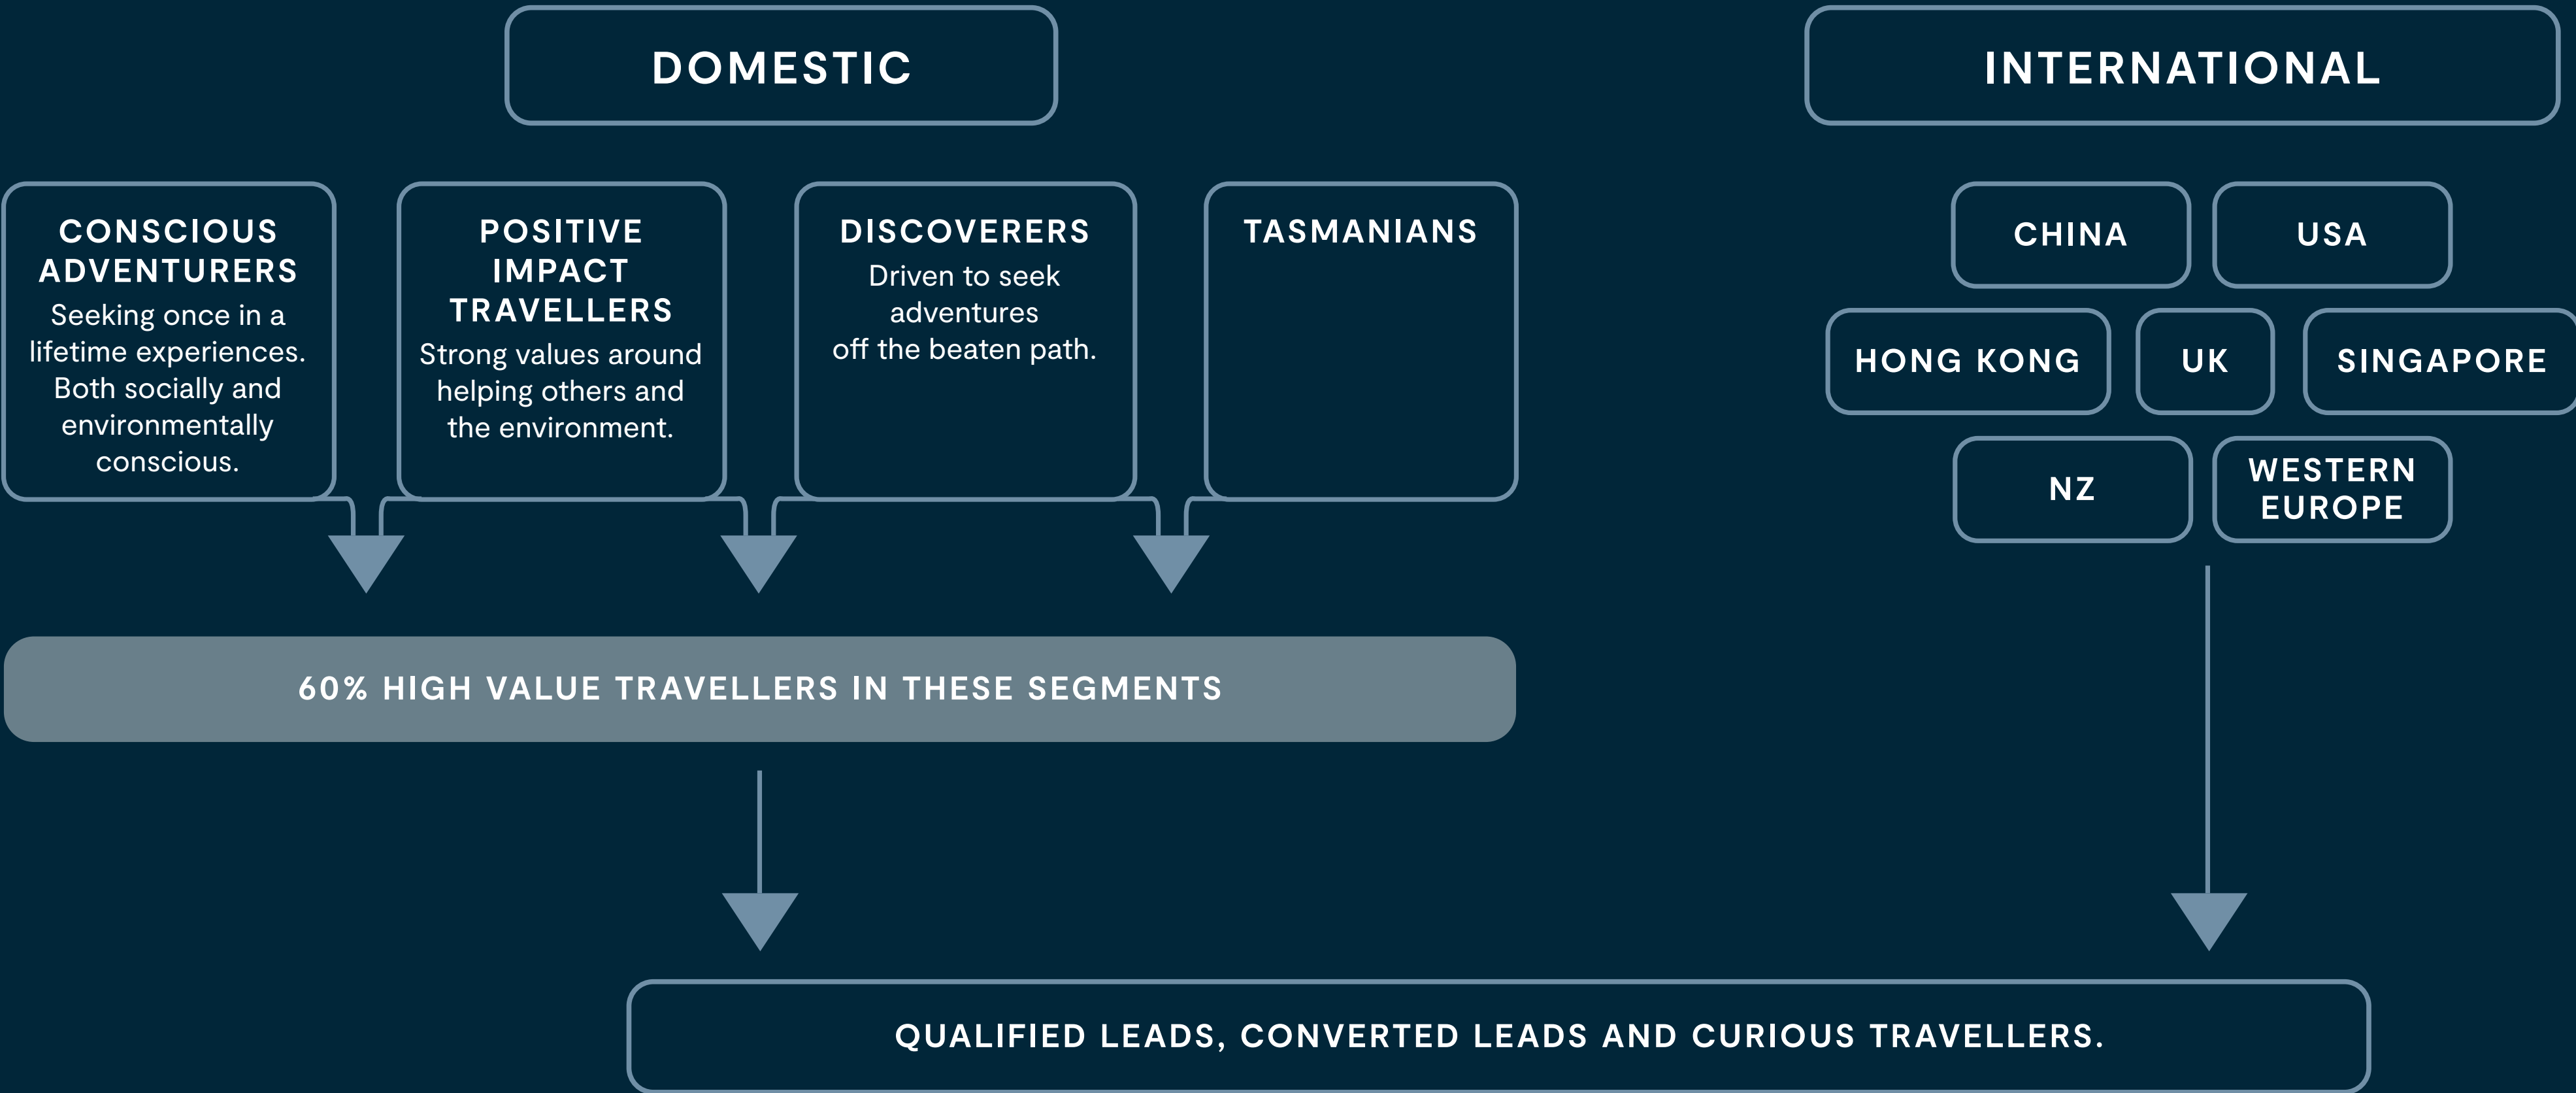 DOMESTIC
INTERNATIONAL
CONSCIOUS
ADVENTURERS
Seeking once in a
lifetime experiences.
Both socially and
environmentally
conscious.
POSITIVE
IMPACT
TRAVELLERS
Strong values around
helping others and
the environment.
DISCOVERERS
Driven to seek
adventures
off the beaten path.
TASMANIANS
CHINA
USA
HONG KONG
UK
SINGAPORE
NZ
WESTERN
EUROPE
60% HIGH VALUE TRAVELLERS IN THESE SEGMENTS
QUALIFIED LEADS, CONVERTED LEADS AND CURIOUS TRAVELLERS.